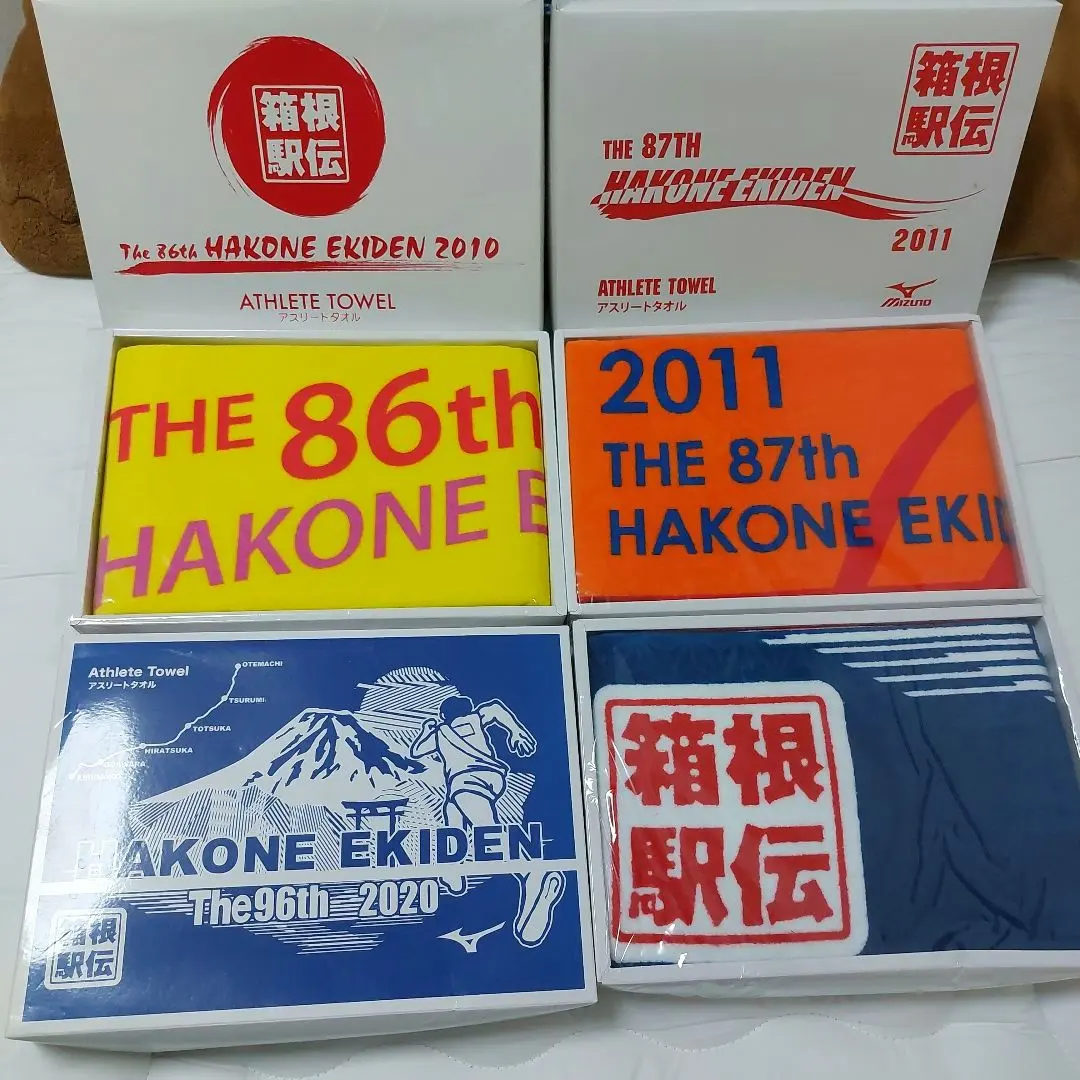 箱根
駅伝
The 86th HAKONE EKIDEN 2010
ATHLETE TOWEL
アスリートタオル
箱根
駅伝
THE 87TH
HAKONE EKIDEN
2011
ATHLETE TOWEL
アスリートタオル
MIZUNO
THE 86th
HAKONE E
2011
THE 87th
HAKONE EKID
Athlete Towel
アスリートタオル
OTEMACHI
TSURUMI
TOTSUKA
HIRATSUKA
HAKONE EKIDEN
The96th 2020
箱根
駅伝
箱根
駅伝